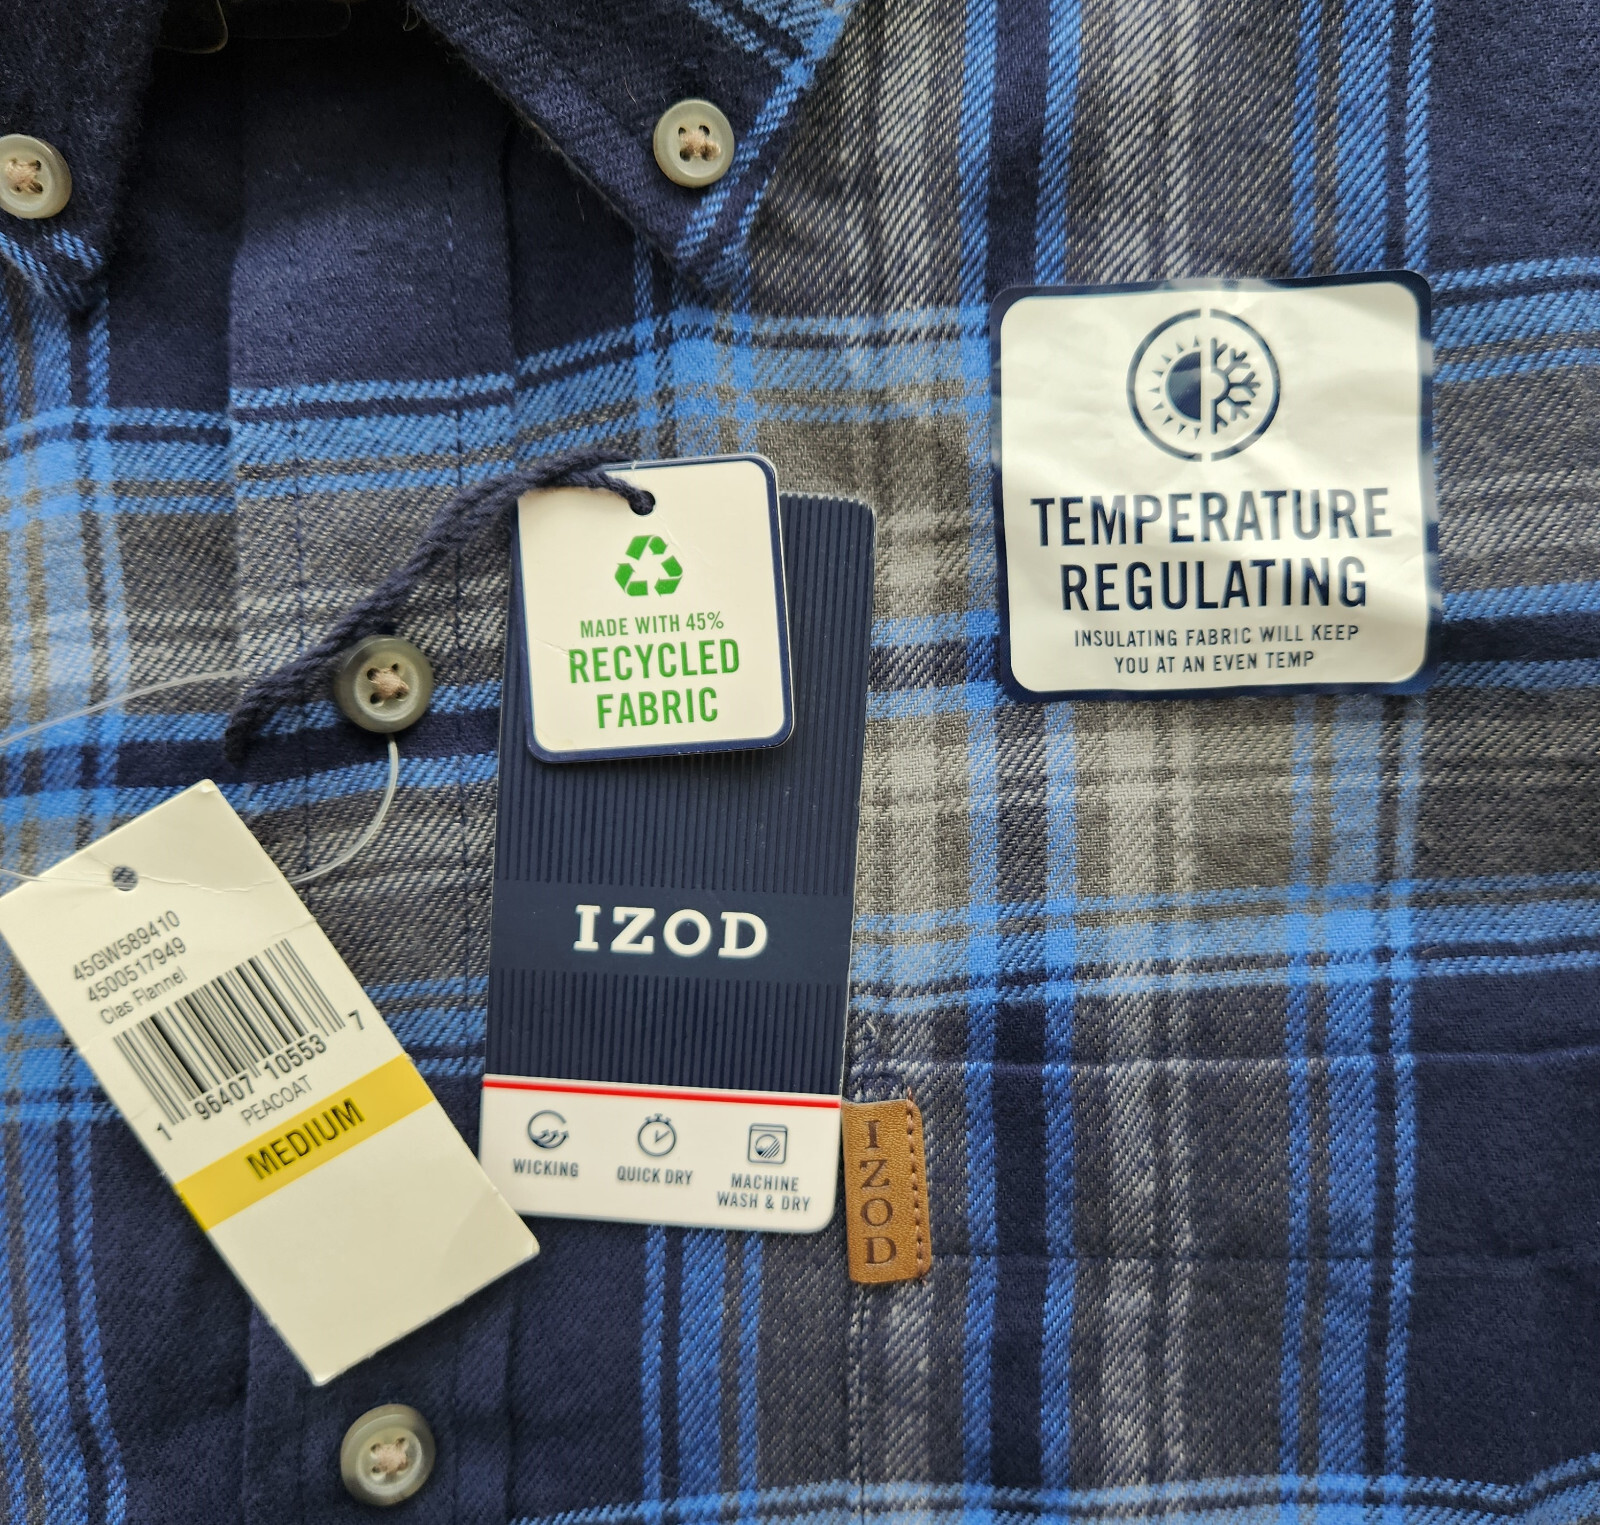 TEMPERATURE
REGULATING
INSULATING FABRIC WILL KEEP
YOU AT AN EVEN TEMP
MADE WITH 45%
RECYCLED
FABRIC
IZOD
WICKING
QUICK DRY
MACHINE
WASH & DRY
IZOD
45GW589410
4500517949
Clas Flannel
1 96407 10553 7
PEACOAT
MEDIUM